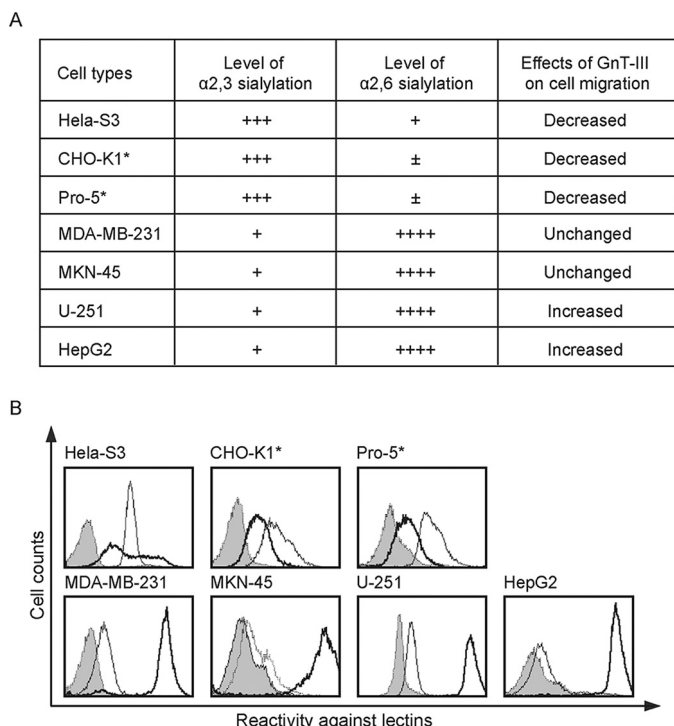 A
Cell types
Level of
α2,3 sialylation
Level of
α2,6 sialylation
Effects of GnT-III
on cell migration
Hela-S3 +++ + Decreased
CHO-K1* +++ ± Decreased
Pro-5* +++ ± Decreased
MDA-MB-231 + ++++ Unchanged
MKN-45 + ++++ Unchanged
U-251 + ++++ Increased
HepG2 + ++++ Increased
B
Hela-S3 CHO-K1* Pro-5*
MDA-MB-231 MKN-45 U-251 HepG2
Cell counts
Reactivity against lectins